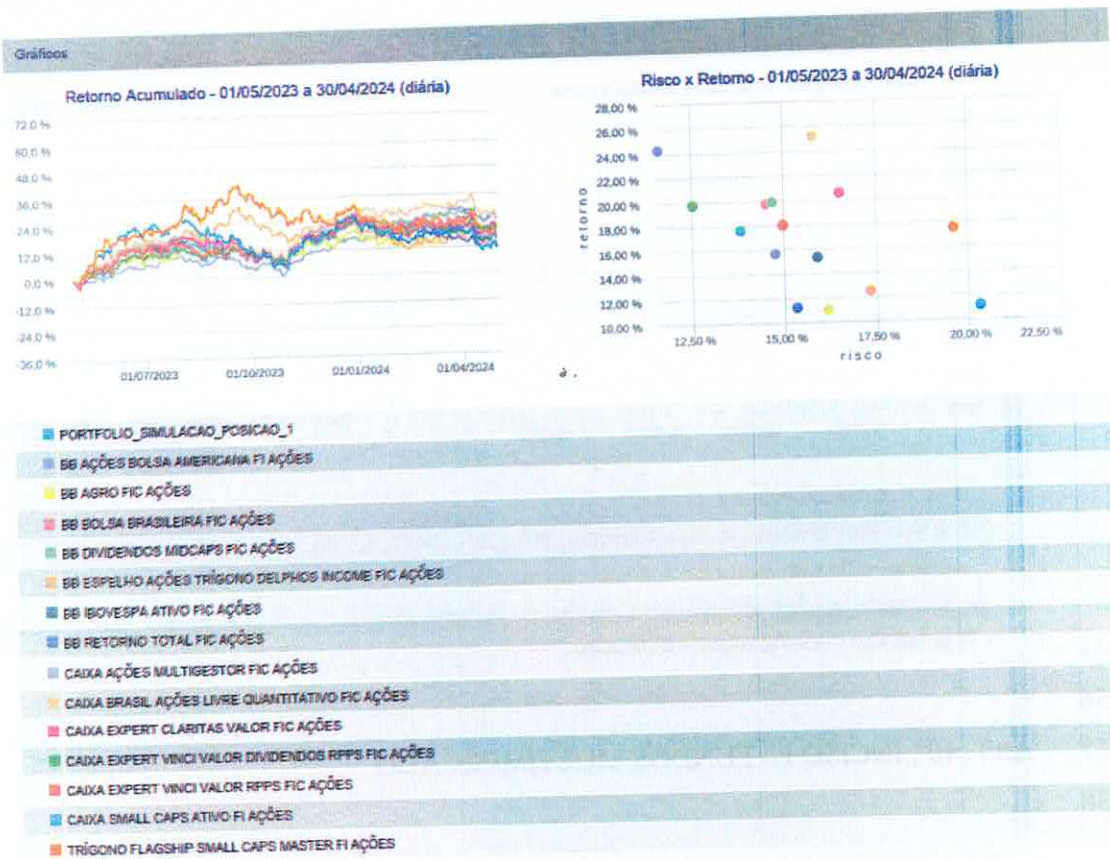 Gráficos
Retorno Acumulado - 01/05/2023 a 30/04/2024 (diária)
72.0 %
60.0 %
48.0 %
36.0 %
24.0 %
12.0 %
0.0 %
-12.0 %
-24.0 %
-36.0 %
01/07/2023 01/10/2023 01/01/2024 01/04/2024
Risco x Retorno - 01/05/2023 a 30/04/2024 (diária)
28,00 %
26,00 %
24,00 %
22,00 %
20,00 %
18,00 %
16,00 %
14,00 %
12,00 %
10,00 %
retorno
12,50 % 15,00 % 17,50 % 20,00 % 22,50 %
risco
PORTFOLIO_SIMULACAO_POSICAO_1
BB AÇÕES BOLSA AMERICANA FI AÇÕES
BB AGRO FIC AÇÕES
BB BOLSA BRASILEIRA FIC AÇÕES
BB DIVIDENDOS MIDCAPS FIC AÇÕES
BB ESPELHO AÇÕES TRÍGONO DELPHOS INCOME FIC AÇÕES
BB IBOVESPA ATIVO FIC AÇÕES
BB RETORNO TOTAL FIC AÇÕES
CAIXA AÇÕES MULTIGESTOR FIC AÇÕES
CAIXA BRASIL AÇÕES LIVRE QUANTITATIVO FIC AÇÕES
CAIXA EXPERT CLARITAS VALOR FIC AÇÕES
CAIXA EXPERT VINCI VALOR DIVIDENDOS RPPS FIC AÇÕES
CAIXA EXPERT VINCI VALOR RPPS FIC AÇÕES
CAIXA SMALL CAPS ATIVO FI AÇÕES
TRÍGONO FLAGSHIP SMALL CAPS MASTER FI AÇÕES